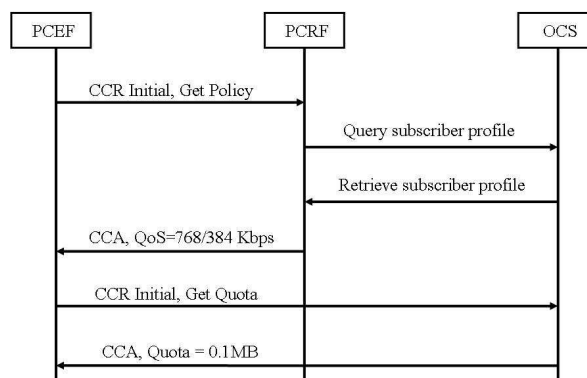 PCEF
PCRF
OCS
CCR Initial, Get Policy
Query subscriber profile
Retrieve subscriber profile
CCA, QoS=768/384 Kbps
CCR Initial, Get Quota
CCA, Quota = 0.1MB